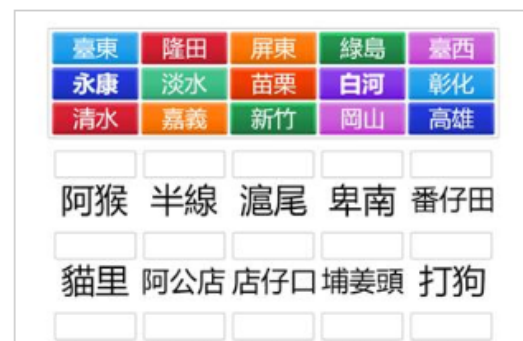 臺東 隆田 屏東 綠島 臺西
永康 淡水 苗栗 白河 彰化
清水 嘉義 新竹 岡山 高雄
阿猴 半線 滬尾 卑南 番仔田
貓里 阿公店 店仔口 埔姜頭 打狗